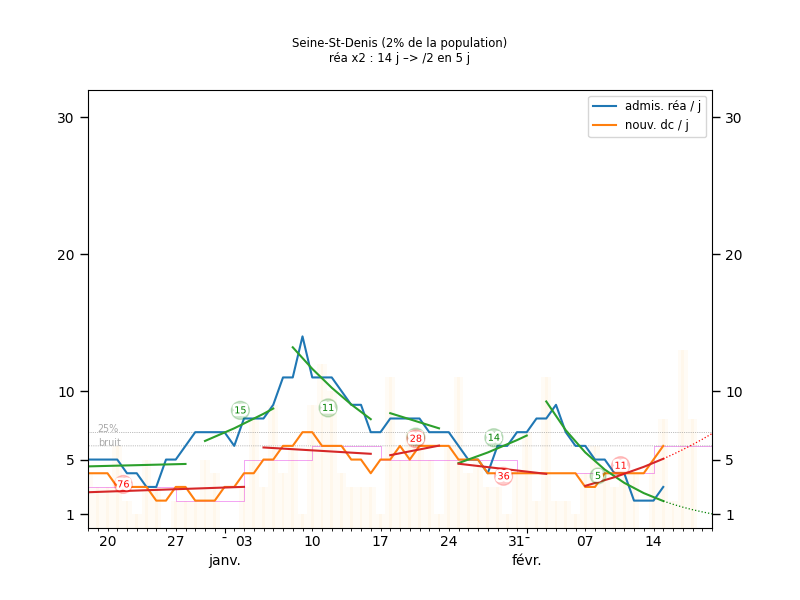 Seine-St-Denis (2% de la population)
réa x2 : 14 j –> /2 en 5 j
admis. réa / j
nouv. dc / j
30 30
20 20
10 10
5 5
1 1
25%
bruit
76 15 11 28 14 36 5 11
20 27 03 10 17 24 31 07 14
janv. févr.